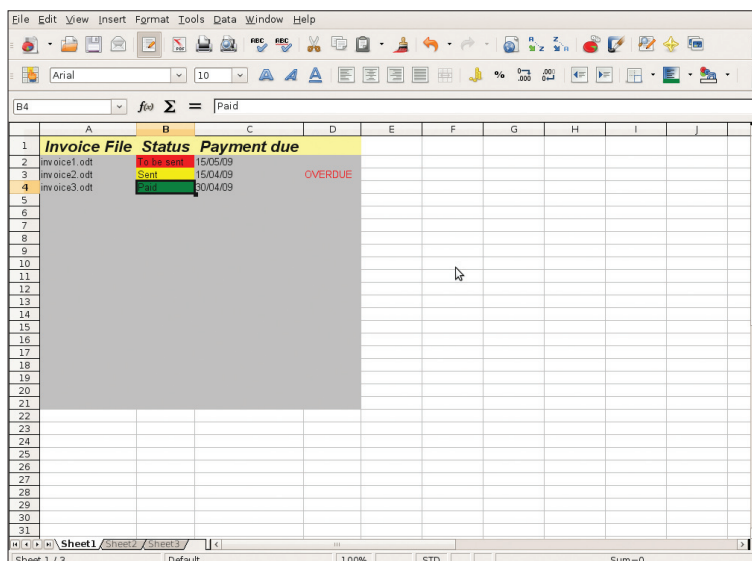 File Edit View Insert Format Tools Data Window Help
ABC ABC
Arial 10 A A A % .000 .000
B4 f(x) Σ = Paid
A B C D E F G H I J
1 Invoice File Status Payment due
2 invoice1.odt To be sent 15/05/09
3 invoice2.odt Sent 15/04/09 OVERDUE
4 invoice3.odt Paid 30/04/09
5
6
7
8
9
10
11
12
13
14
15
16
17
18
19
20
21
22
23
24
25
26
27
28
29
30
31
Sheet1 Sheet2 Sheet3
Sheet 1 / 3 Default 100% STD Sum=0